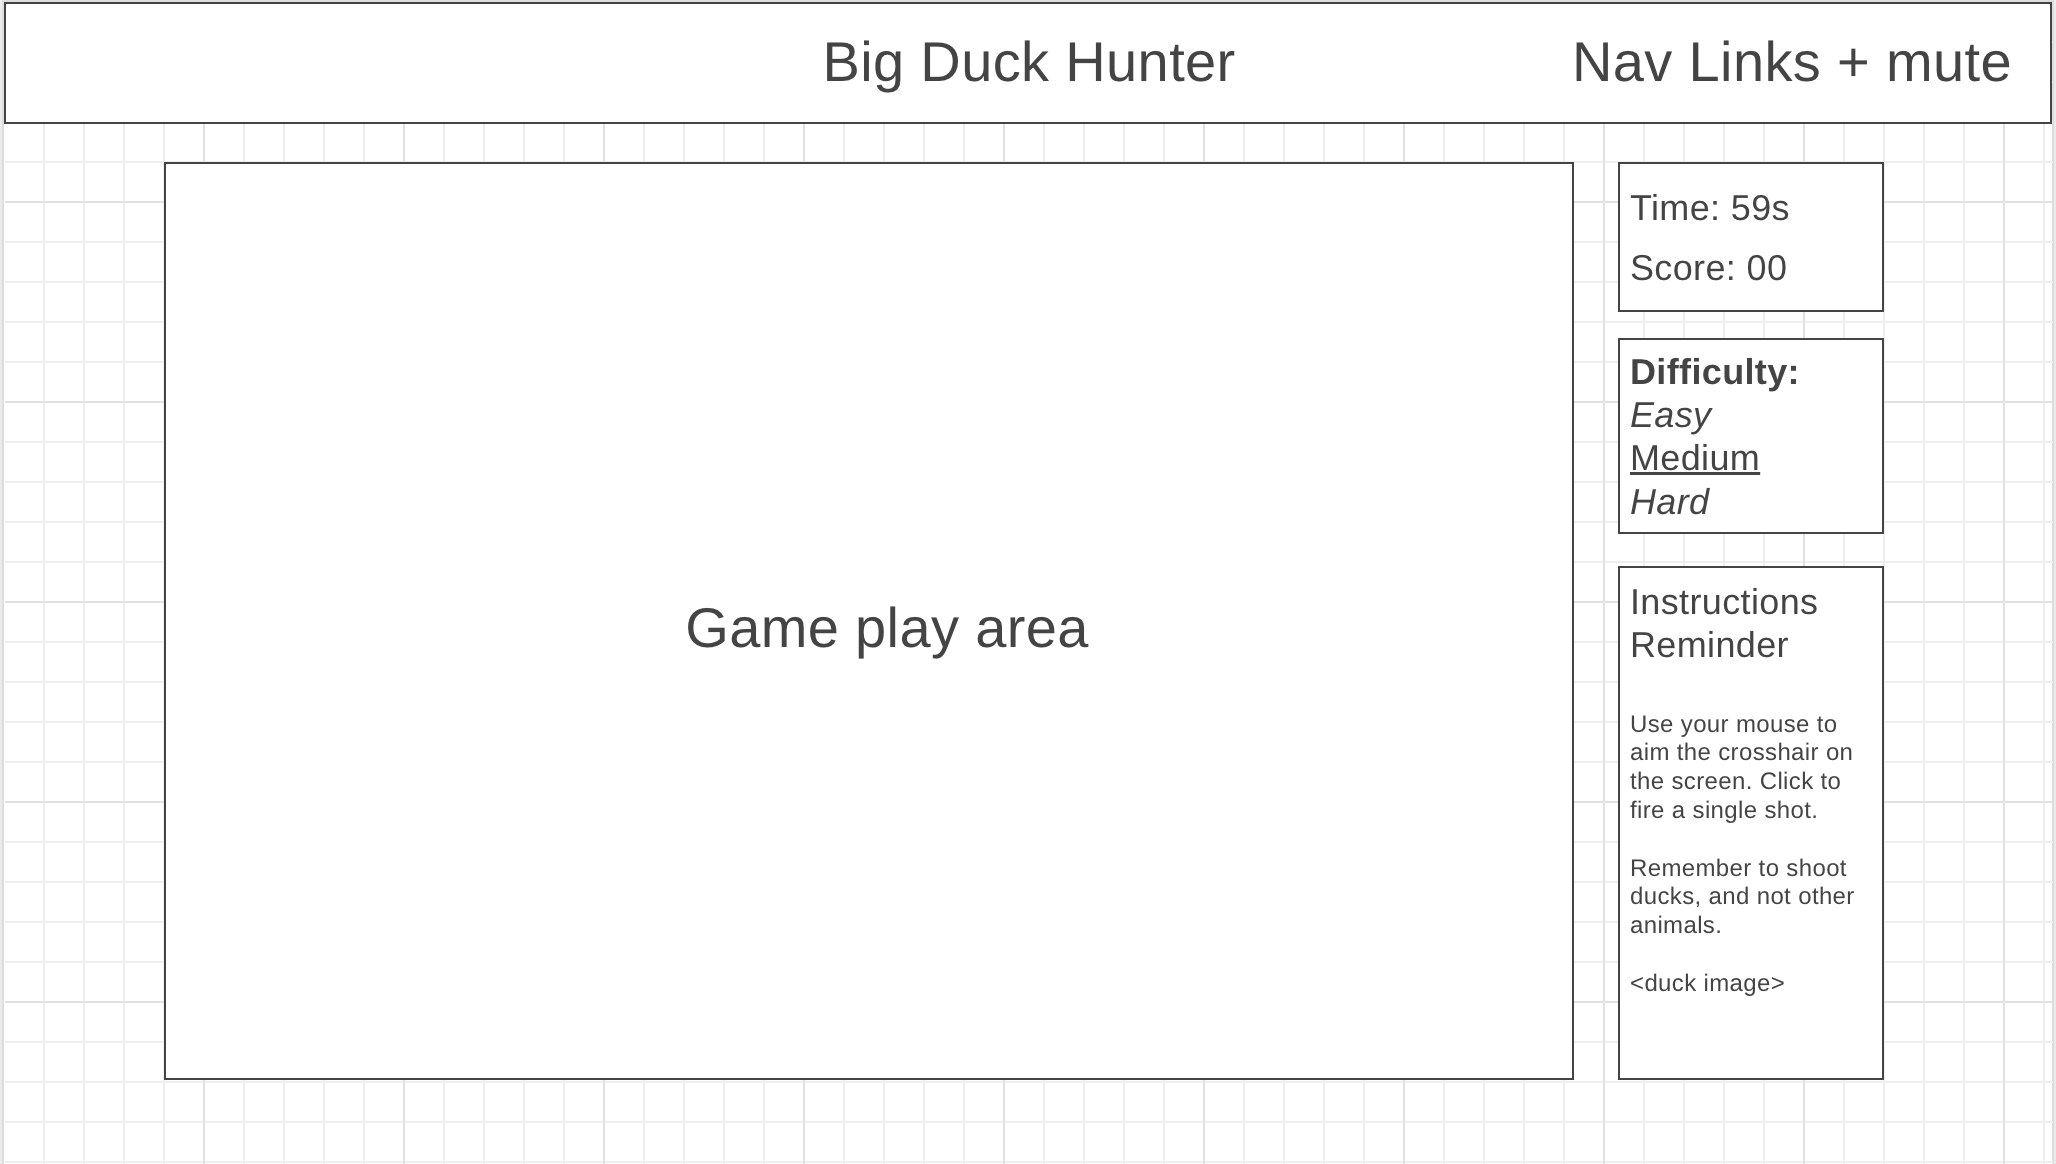 Big Duck Hunter
Nav Links + mute
Game play area
Time: 59s
Score: 00
Difficulty:
Easy
Medium
Hard
Instructions
Reminder
Use your mouse to
aim the crosshair on
the screen. Click to
fire a single shot.
Remember to shoot
ducks, and not other
animals.
<duck image>